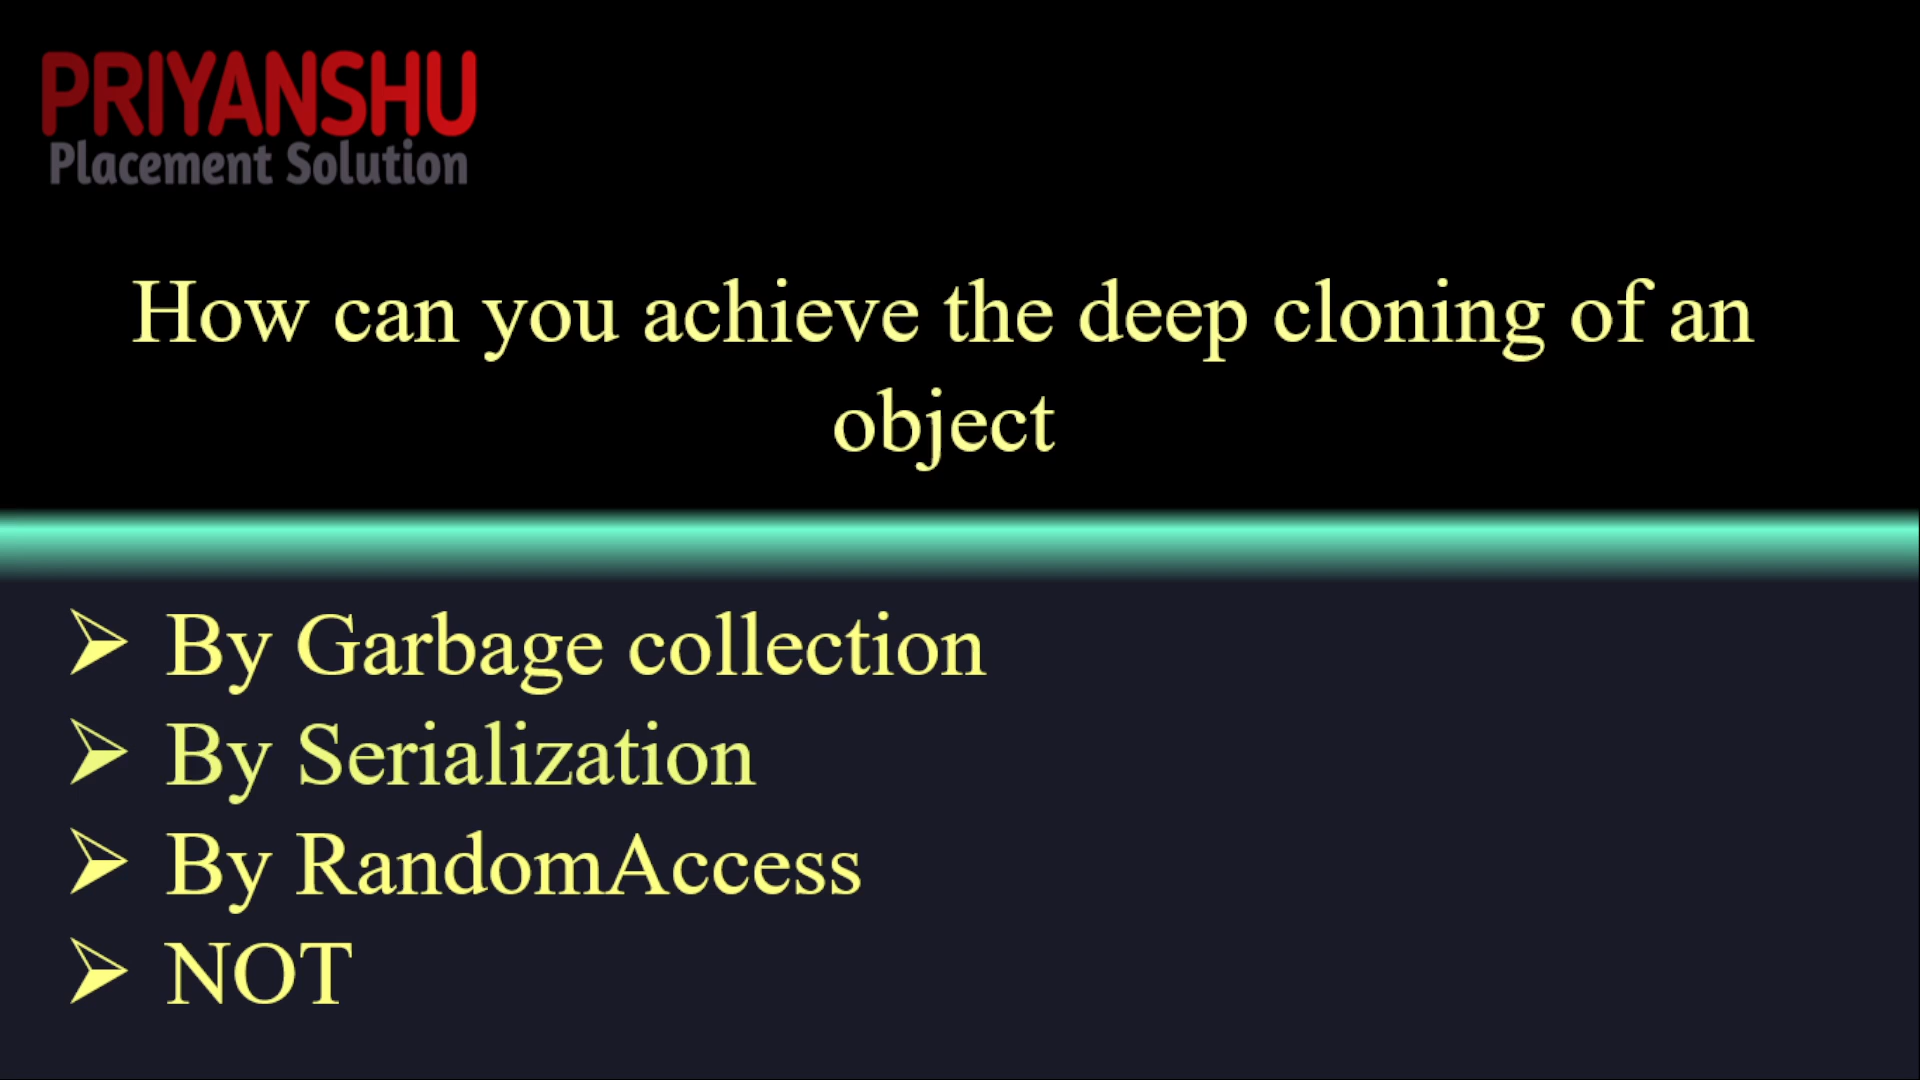 PRIYANSHU
Placement Solution
How can you achieve the deep cloning of an
object
By Garbage collection
By Serialization
By RandomAccess
NOT